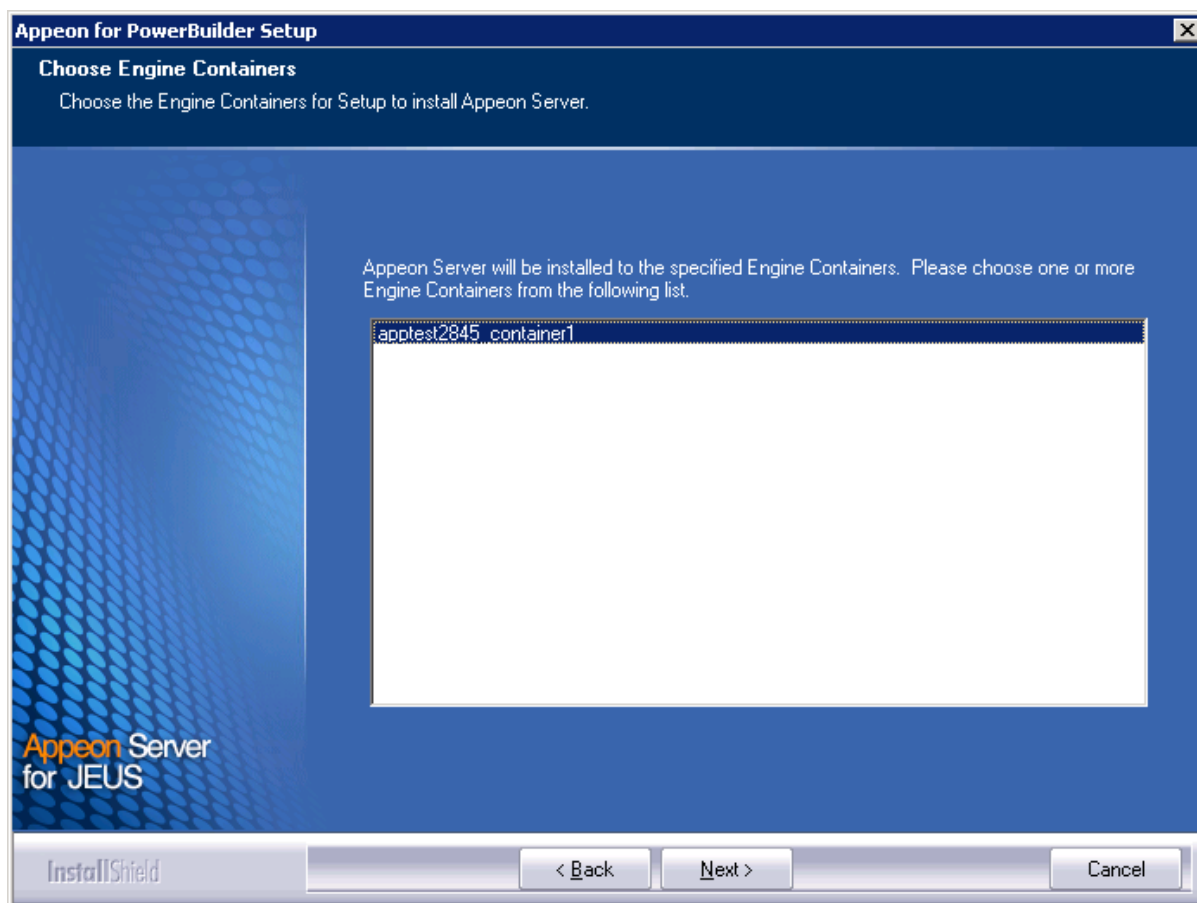 Appeon for PowerBuilder Setup
Choose Engine Containers
Choose the Engine Containers for Setup to install Appeon Server.
Appeon Server will be installed to the specified Engine Containers. Please choose one or more
Engine Containers from the following list.
apptest2845_container1
Appeon Server
for JEUS
InstallShield
< Back
Next >
Cancel